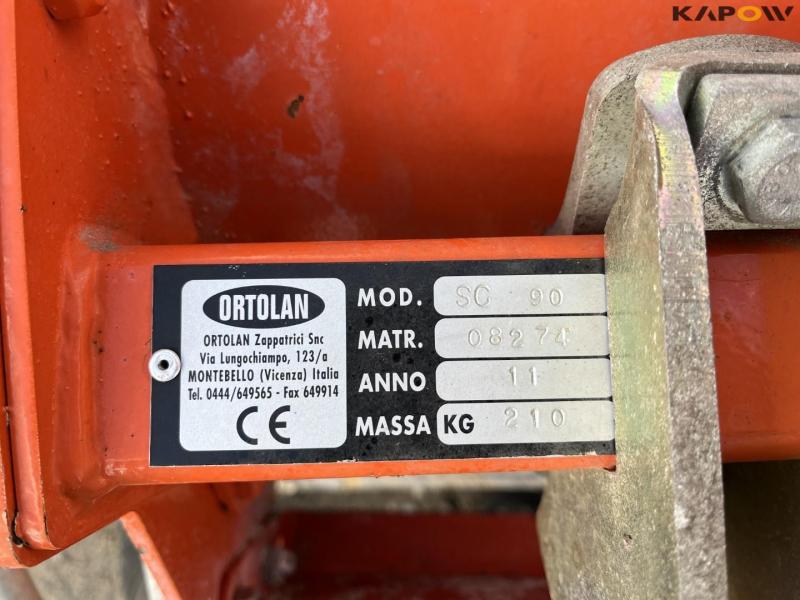 KAPOW
ORTOLAN
ORTOLAN Zappatrici Snc
Via Lungochiampo, 123/a
MONTEBELLO (Vicenza) Italia
Tel. 0444/649565 - Fax 649914
CE
MOD. SC 90
MATR. 08274
ANNO 11
MASSA KG 210